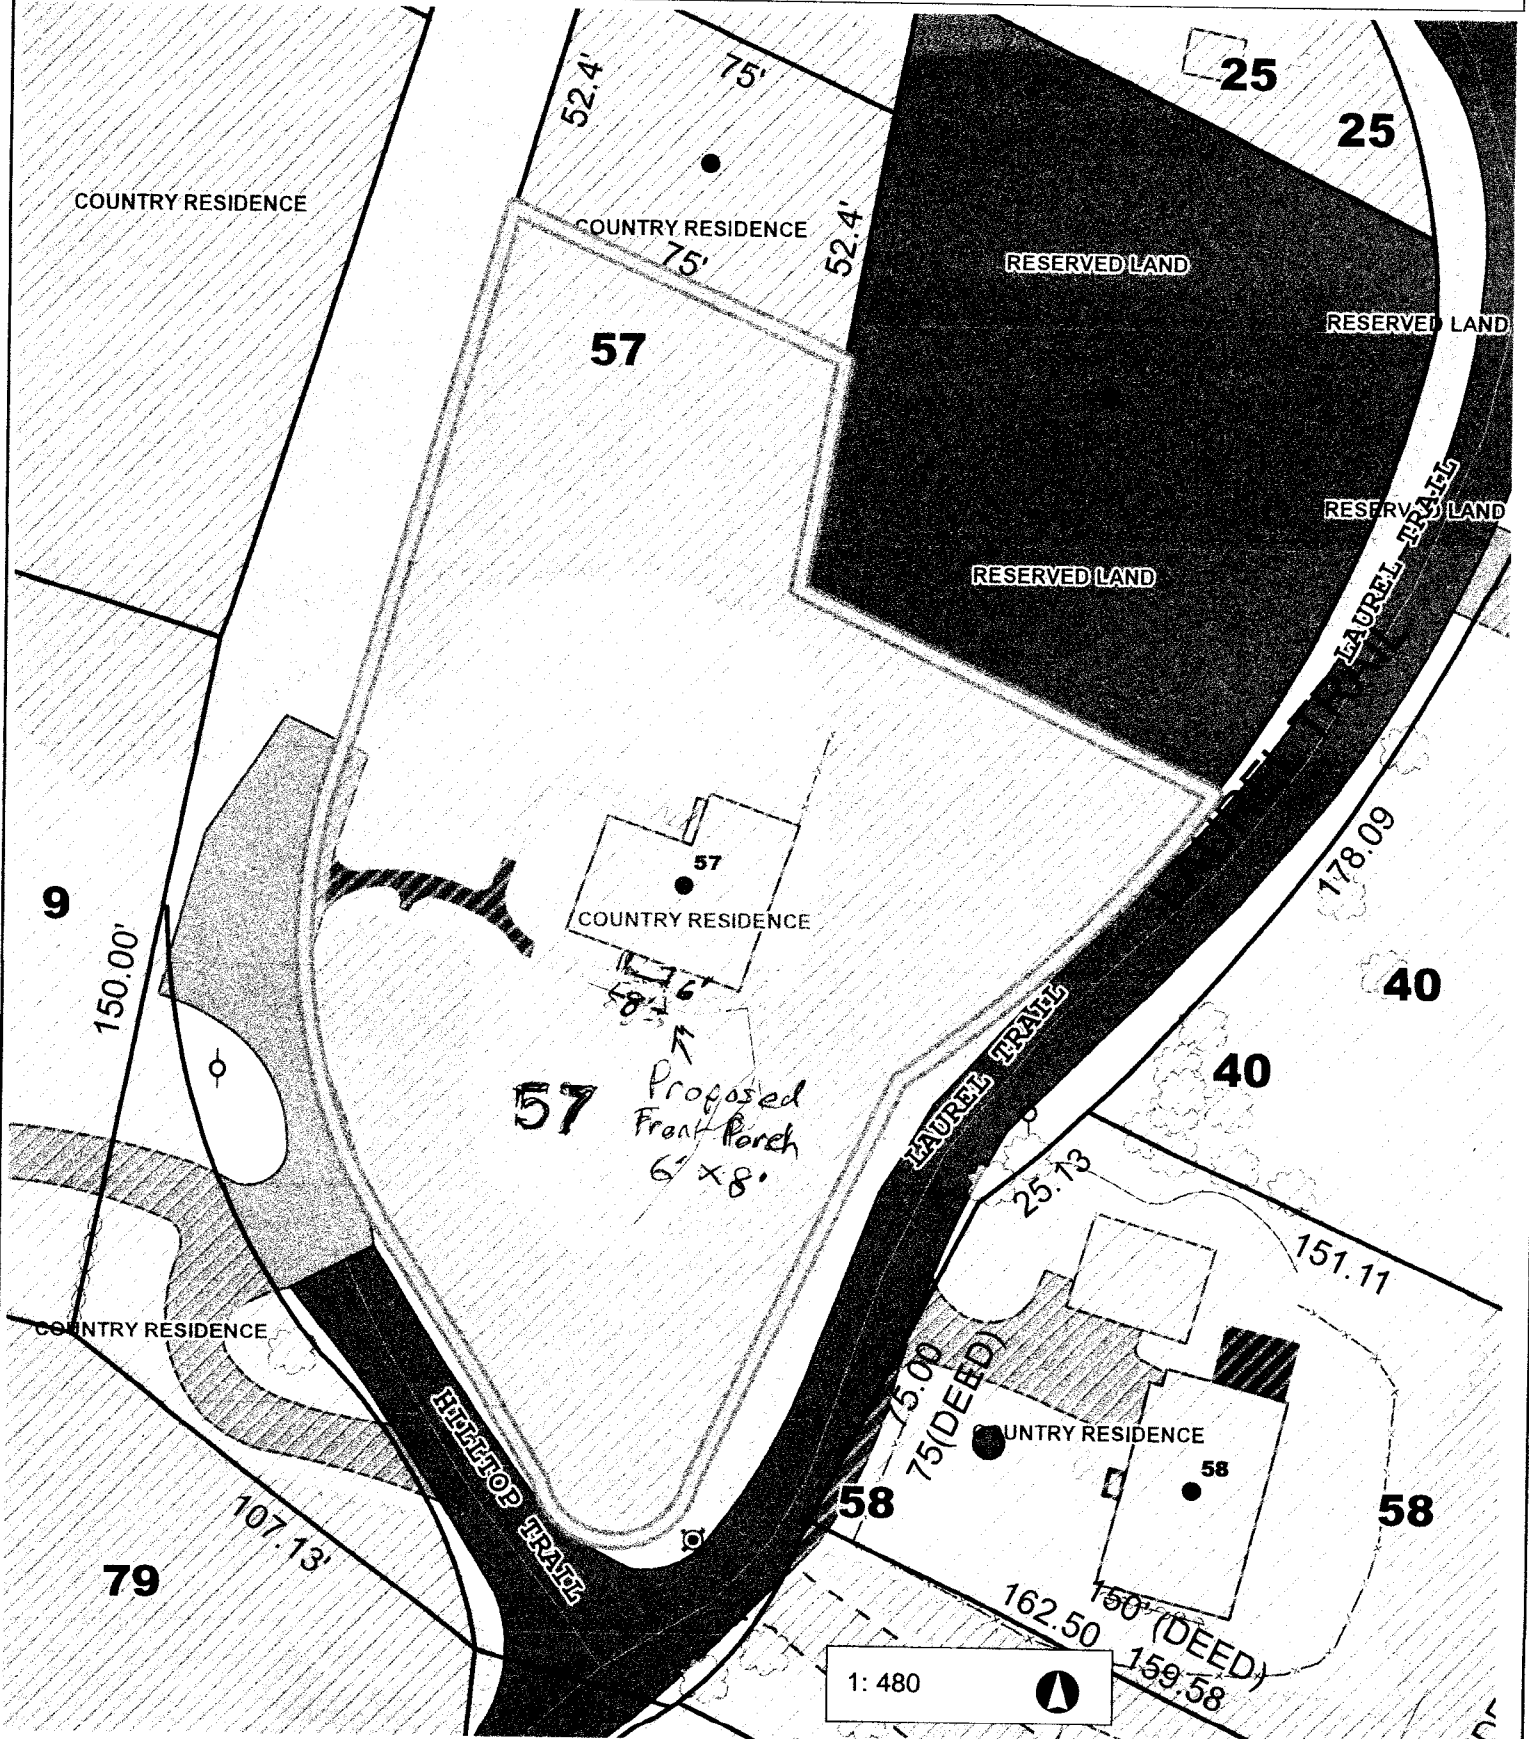 52.4'
75'
25
25
COUNTRY RESIDENCE
COUNTRY RESIDENCE
75'
52.4'
RESERVED LAND
RESERVED LAND
57
RESERVED LAND
RESERVED LAND
LAUREL TRAIL
LAUREL TRAIL
178.09
57
COUNTRY RESIDENCE
9
150.00'
6'
8'
40
40
LAUREL TRAIL
57
Proposed
Front Porch
6' x 8'
25.13
151.11
COUNTRY RESIDENCE
HILLTOP TRAIL
75.00
75(DEED)
COUNTRY RESIDENCE
58
58
58
107.13'
79
162.50
150' (DEED)
159.58
1: 480